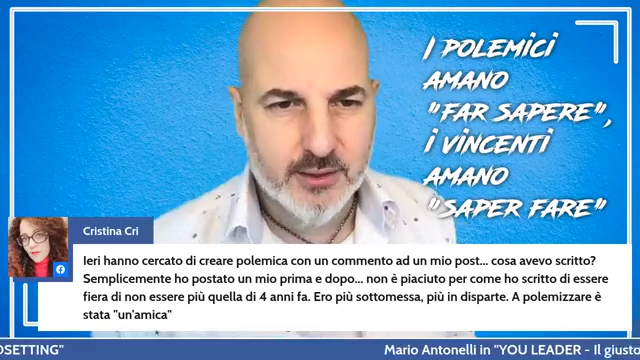 I POLEMICI
AMANO
"FAR SAPERE",
I VINCENTI
AMANO
"SAPER FARE"
Cristina Cri
Ieri hanno cercato di creare polemica con un commento ad un mio post... cosa avevo scritto?
Semplicemente ho postato un mio prima e dopo... non è piaciuto per come ho scritto di essere
fiera di non essere più quella di 4 anni fa. Ero più sottomessa, più in disparte. A polemizzare è
stata "un'amica"
OSETTING" Mario Antonelli in "YOU LEADER - Il giusto